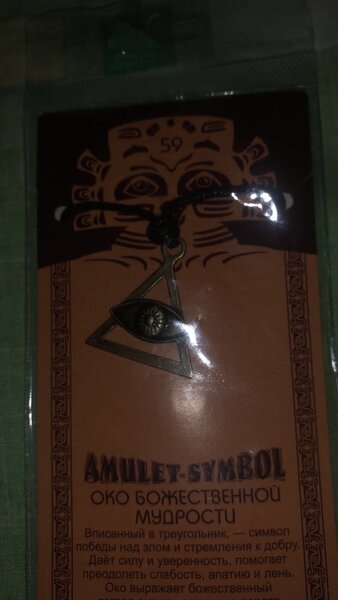 59
AMULET-SYMBOL
ОКО БОЖЕСТВЕННОЙ
МУДРОСТИ
Вписанный в треугольник, — символ
победы над злом и стремления к добру.
Даёт силу и уверенность, помогает
преодолеть слабость, апатию и лень.
Око выражает божественный